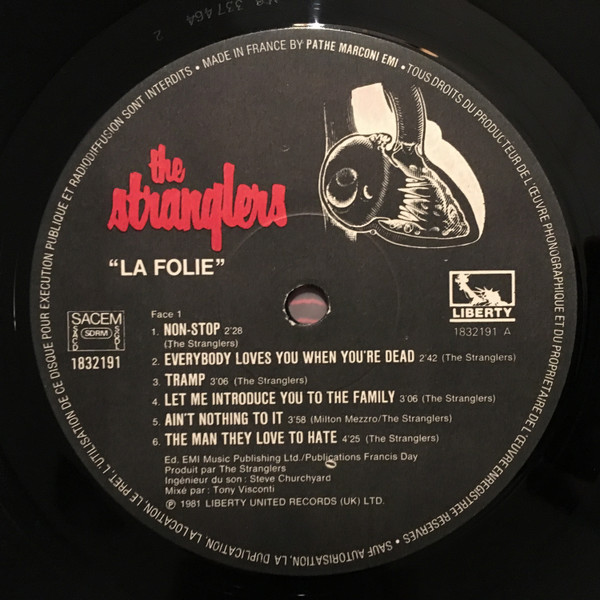 Yg 337464 2
MADE IN FRANCE BY PATHE MARCONI EMI • TOUS DROITS DU PRODUCTEUR DE L'ŒUVRE PHONOGRAPHIQUE ET DU PROPRIETAIRE DE L'ŒUVRE ENREGISTREE RESERVES • SAUF AUTORISATION, LA DUPLICATION, LA LOCATION, LE PRET, L'UTILISATION DE CE DISQUE POUR EXECUTION PUBLIQUE ET RADIODIFFUSION SONT INTERDITS •
the
stranglers
"LA FOLIE"
LIBERTY
1832191 A
SACEM
SACD
SDRM
SGDL
1832191
Face 1
1. NON-STOP 2'28
(The Stranglers)
2. EVERYBODY LOVES YOU WHEN YOU'RE DEAD 2'42 (The Stranglers)
3. TRAMP 3'06 (The Stranglers)
4. LET ME INTRODUCE YOU TO THE FAMILY 3'06 (The Stranglers)
5. AIN'T NOTHING TO IT 3'58 (Milton Mezzro/The Stranglers)
6. THE MAN THEY LOVE TO HATE 4'25 (The Stranglers)
Ed. EMI Music Publishing Ltd./Publications Francis Day
Produit par The Stranglers
Ingénieur du son : Steve Churchyard
Mixé par : Tony Visconti
℗ 1981 LIBERTY UNITED RECORDS (UK) LTD.